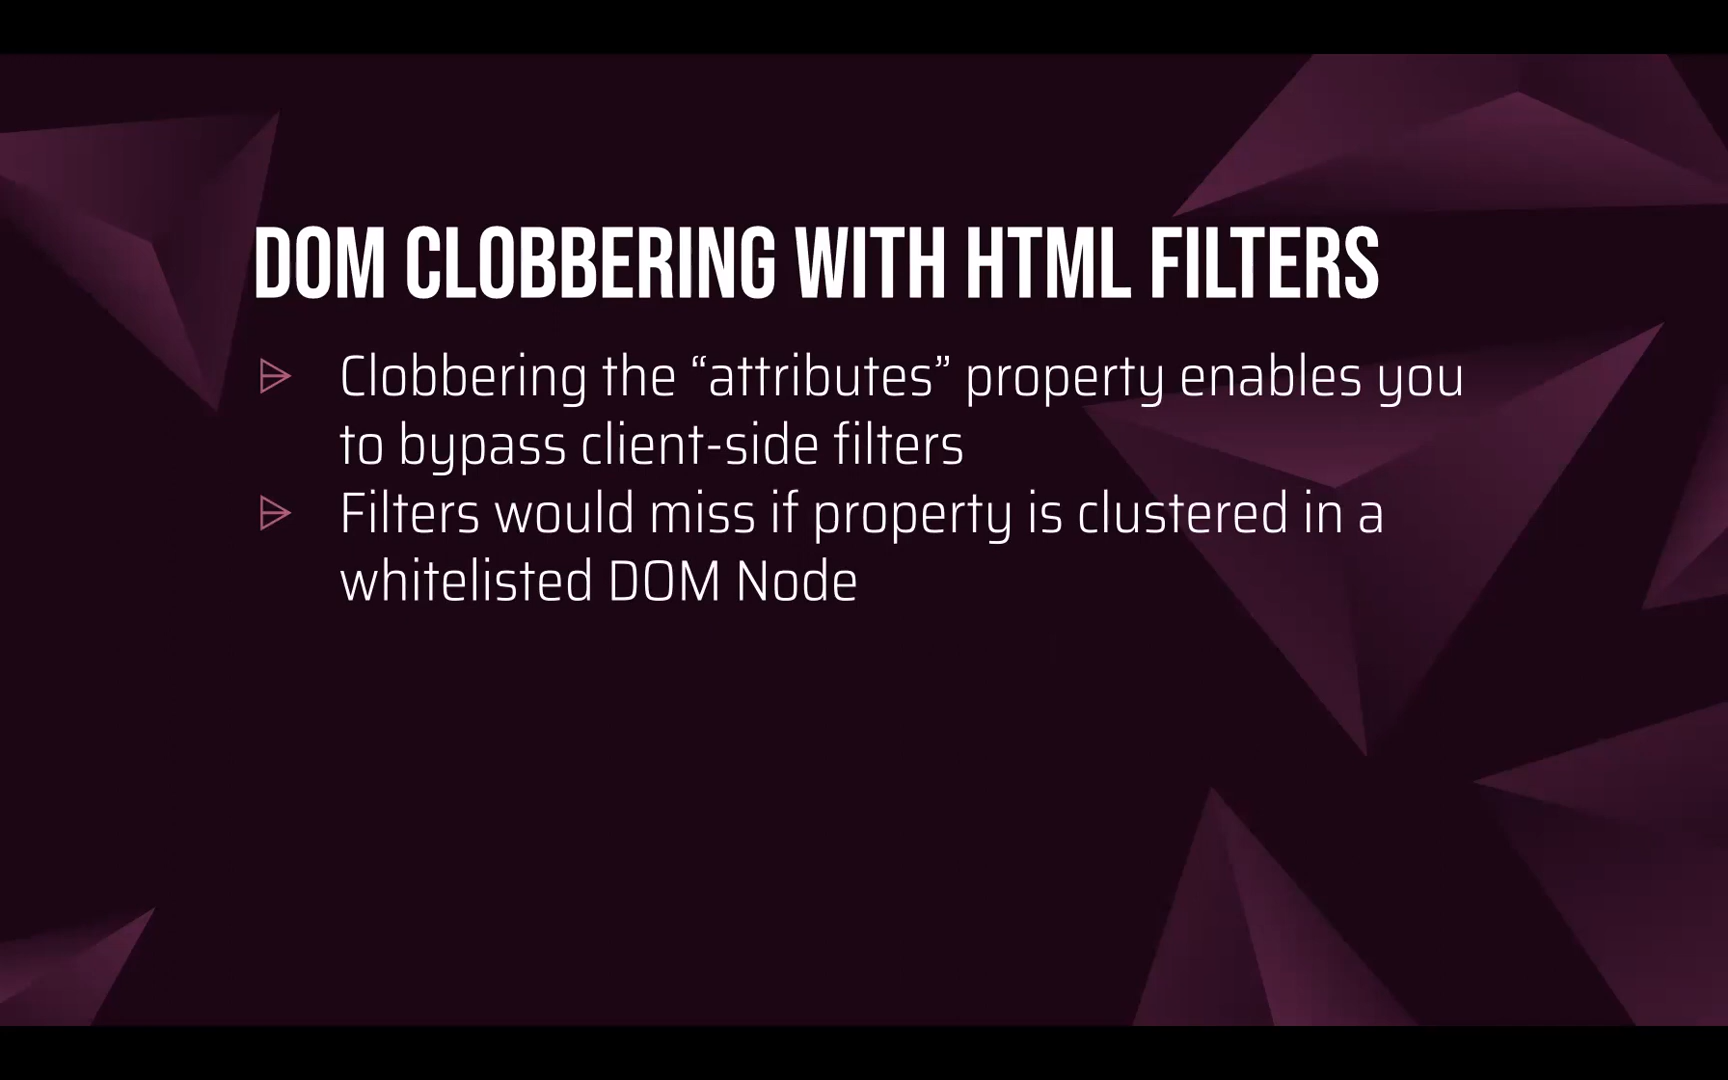 DOM CLOBBERING WITH HTML FILTERS
Clobbering the “attributes” property enables you
to bypass client-side filters
Filters would miss if property is clustered in a
whitelisted DOM Node